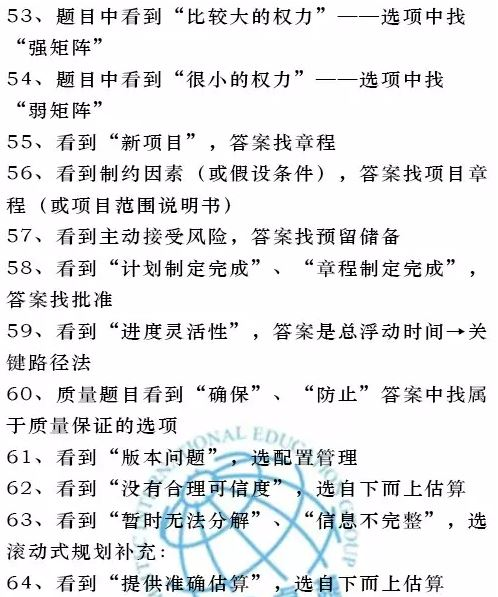 53、题目中看到“比较大的权力”——选项中找
“强矩阵”
54、题目中看到“很小的权力”——选项中找
“弱矩阵”
55、看到“新项目”，答案找章程
56、看到制约因素（或假设条件），答案找项目章
程（或项目范围说明书）
57、看到主动接受风险，答案找预留储备
58、看到“计划制定完成”、“章程制定完成”，
答案找批准
59、看到“进度灵活性”，答案是总浮动时间→关
键路径法
60、质量题目看到“确保”、“防止”答案中找属
于质量保证的选项
61、看到“版本问题”，选配置管理
62、看到“没有合理可信度”，选自下而上估算
63、看到“暂时无法分解”、“信息不完整”，选
滚动式规划补充：
64、看到“提供准确估算”，选自下而上估算